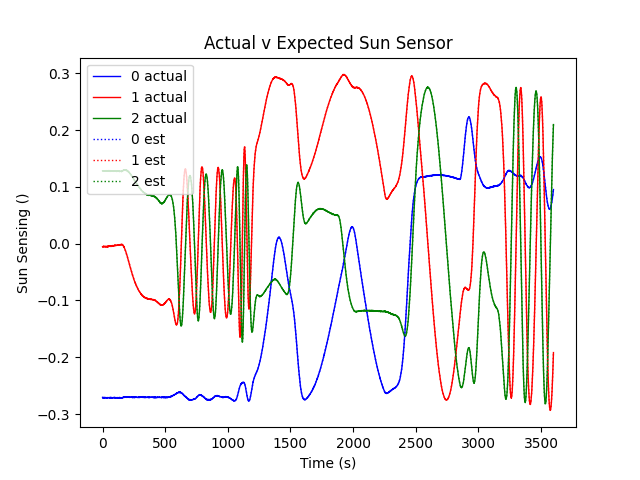 Actual v Expected Sun Sensor
0 actual
1 actual
2 actual
0 est
1 est
2 est
0.3
0.2
0.1
0.0
−0.1
−0.2
−0.3
Sun Sensing ()
0 500 1000 1500 2000 2500 3000 3500
Time (s)